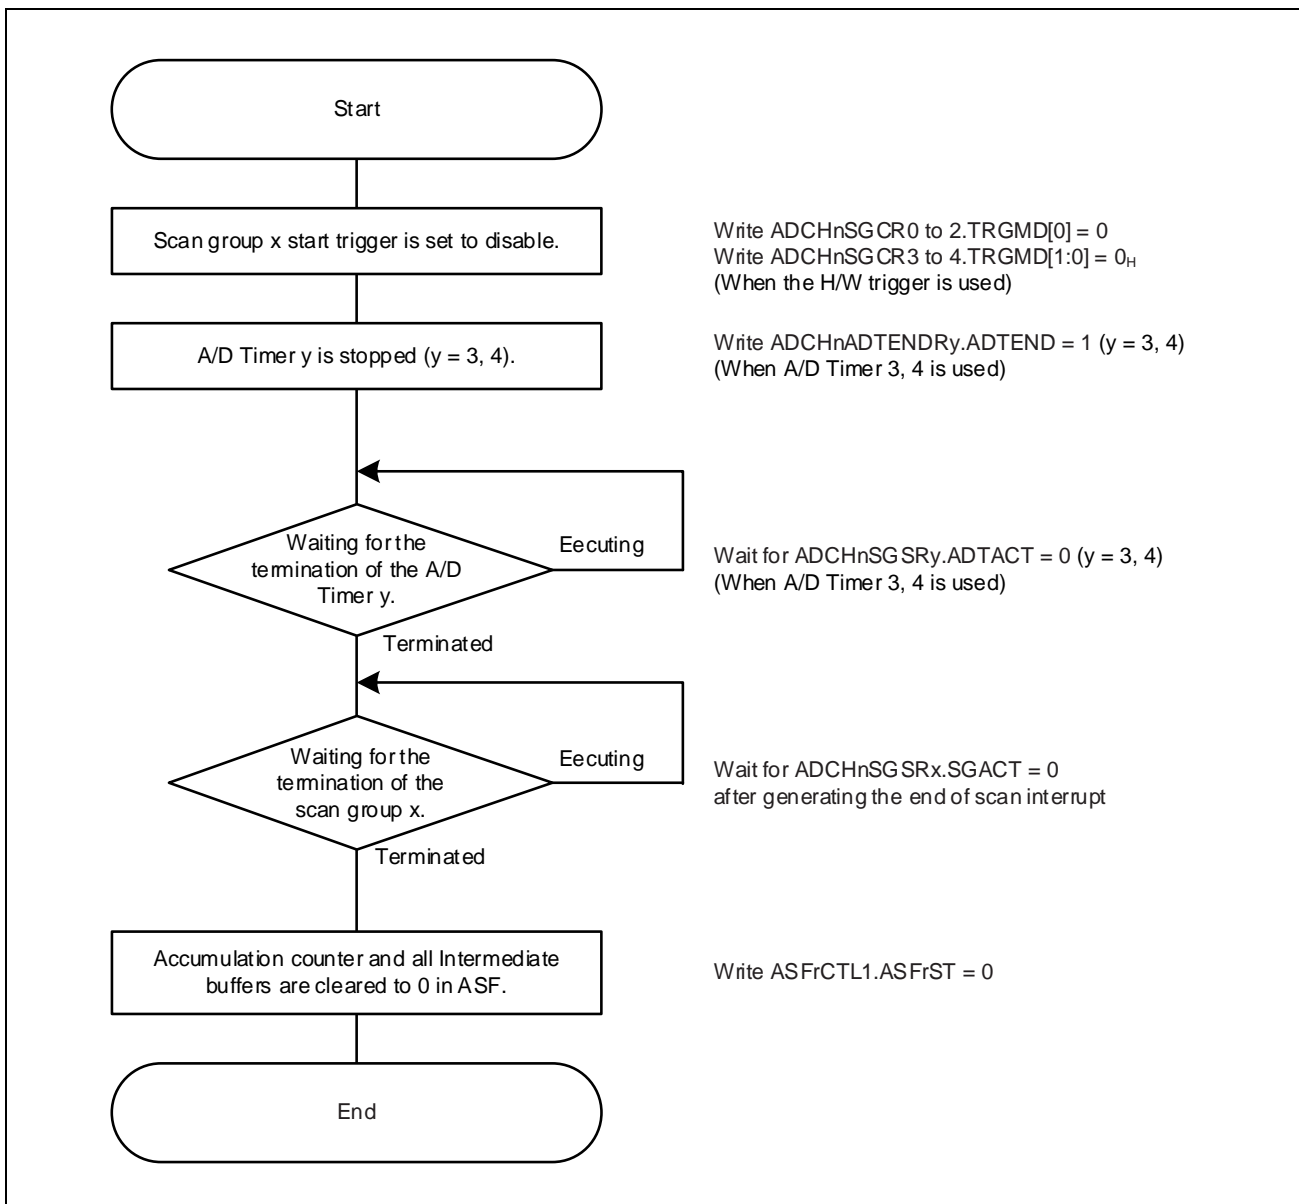 Start
Scan group x start trigger is set to disable.
Write ADCHnSGCR0 to 2.TRGMD[0] = 0
Write ADCHnSGCR3 to 4.TRGMD[1:0] = 0H
(When the H/W trigger is used)
A/D Timer y is stopped (y = 3, 4).
Write ADCHnADTENDRy.ADTEND = 1 (y = 3, 4)
(When A/D Timer 3, 4 is used)
Waiting for the
termination of the A/D
Timer y.
Eecuting
Wait for ADCHnSGSRy.ADTACT = 0 (y = 3, 4)
(When A/D Timer 3, 4 is used)
Terminated
Waiting for the
termination of the
scan group x.
Eecuting
Wait for ADCHnSGSRx.SGACT = 0
after generating the end of scan interrupt
Terminated
Accumulation counter and all Intermediate
buffers are cleared to 0 in ASF.
Write ASFrCTL1.ASFrST = 0
End